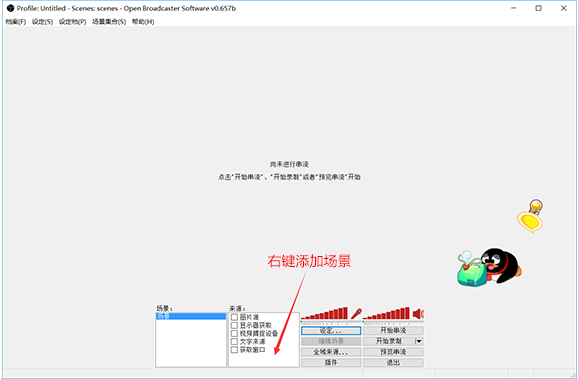 Profile: Untitled - Scenes: scenes - Open Broadcaster Software v0.657b
档案(F) 设定(S) 设定档(P) 场景集合(S) 帮助(H)
尚未进行串流
点击"开始串流"、"开始录制"或者"预览串流"开始
右键添加场景
场景: 来源:
场景
图片源
显示器获取
视频捕捉设备
文字来源
获取窗口
设定... 开始串流
编辑场景 开始录制
全域来源... 预览串流
插件 退出